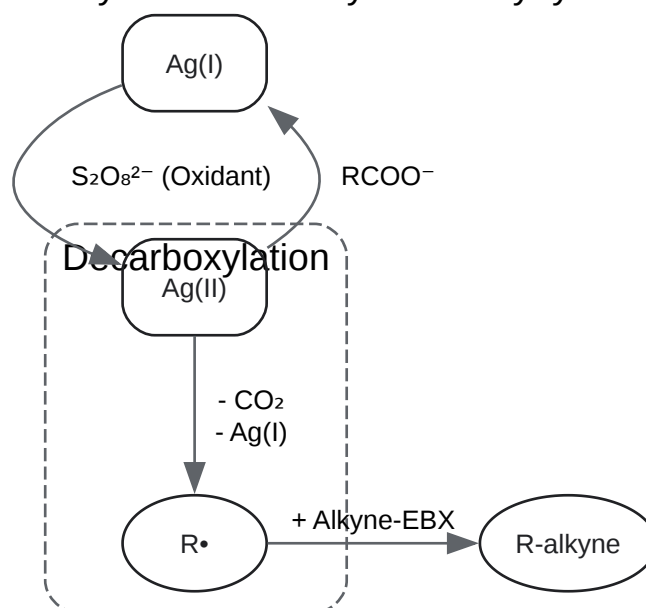 Ag(I)
S₂O₈²⁻ (Oxidant)
RCOO⁻
Decarboxylation
Ag(II)
- CO₂
- Ag(I)
+ Alkyne-EBX
R•
R-alkyne